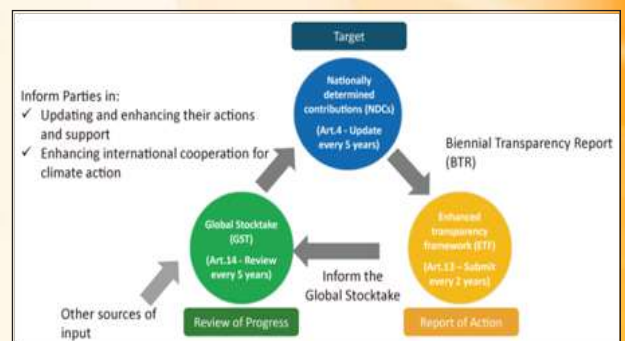 Target
Nationally
determined
contributions (NDCs)
(Art.4 - Update
every 5 years)
Inform Parties in:
✓ Updating and enhancing their actions
and support
✓ Enhancing international cooperation for
climate action
Biennial Transparency Report
(BTR)
Global Stocktake
(GST)
(Art.14 - Review
every 5 years)
Enhanced
transparency
framework (ETF)
(Art.13 – Submit
every 2 years)
Inform the
Global Stocktake
Other sources of
input
Review of Progress
Report of Action